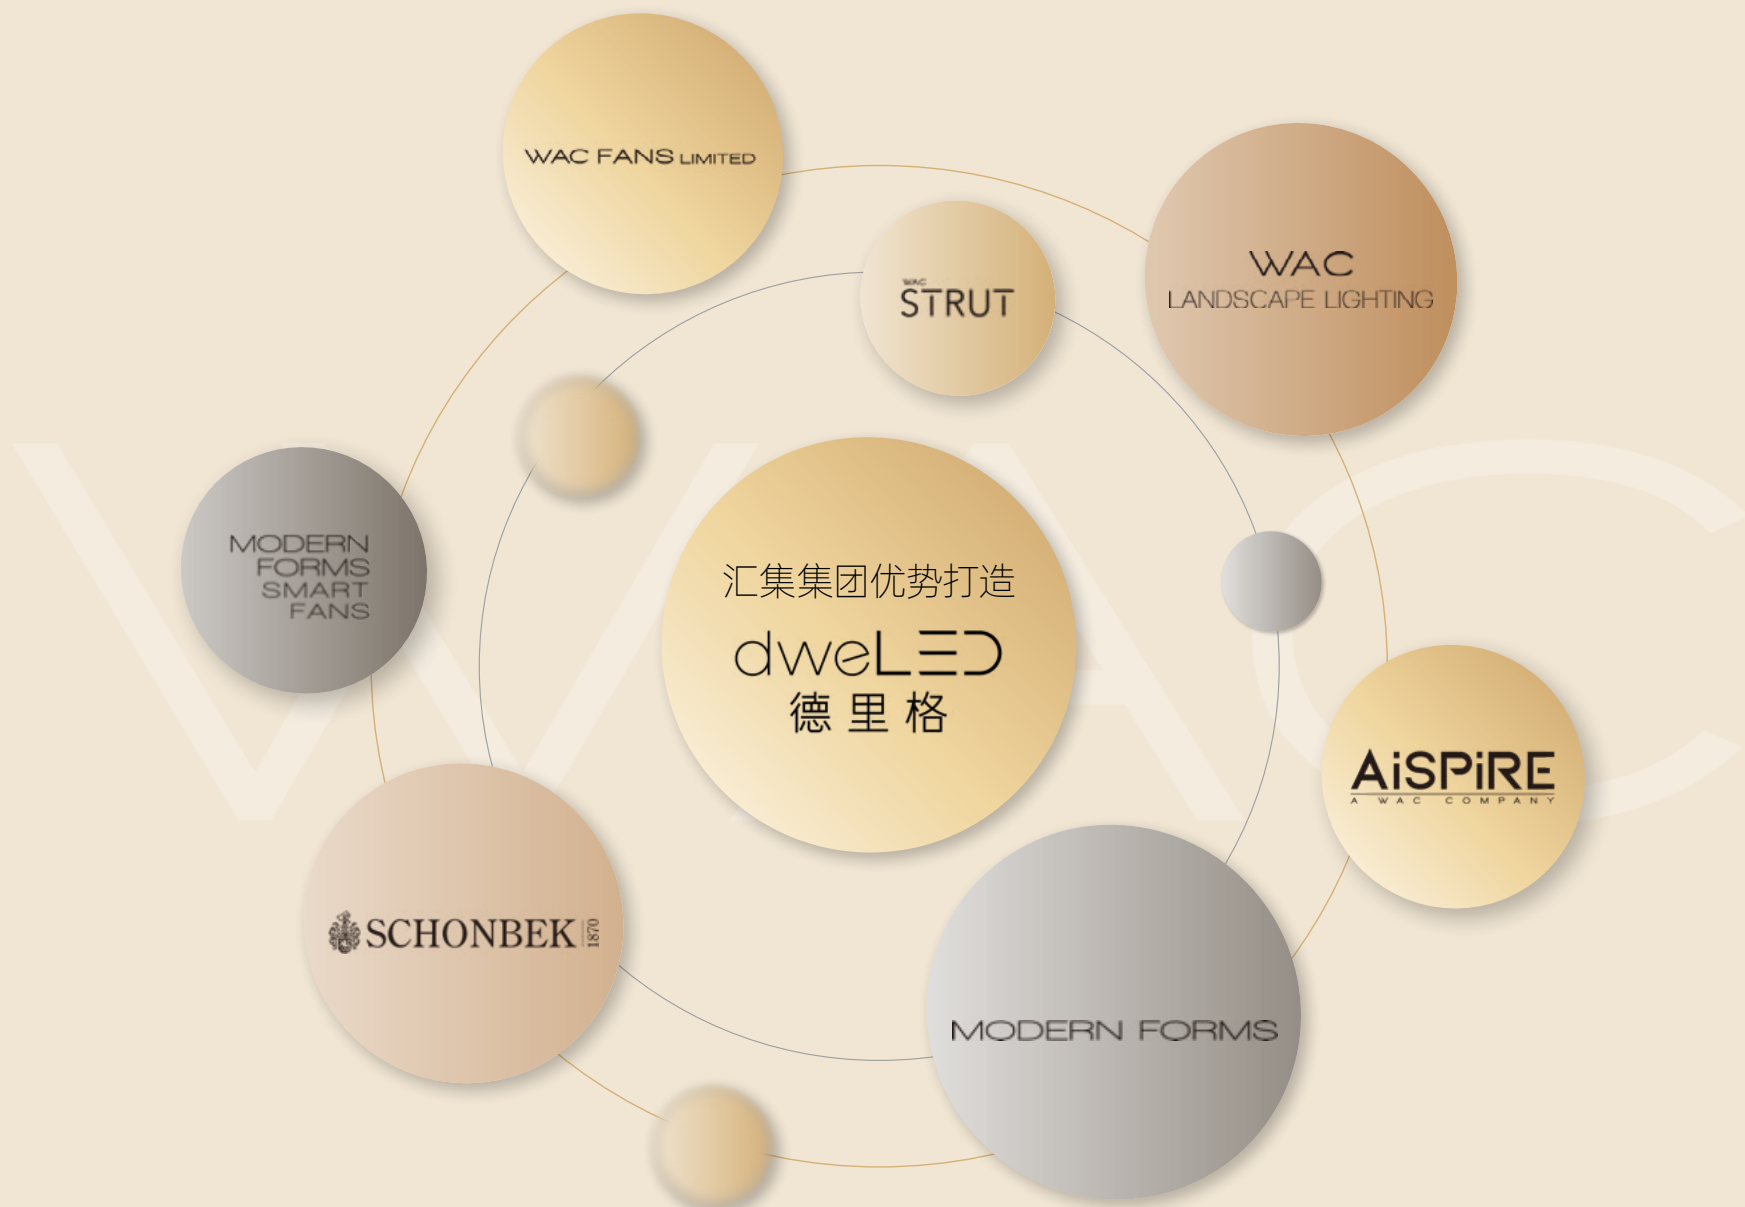 WAC FANS LIMITED
WAC
STRUT
WAC
LANDSCAPE LIGHTING
MODERN
FORMS
SMART
FANS
汇集集团优势打造
dweLED
德里格
AiSPiRE
A WAC COMPANY
SCHONBEK 1870
MODERN FORMS
WAC